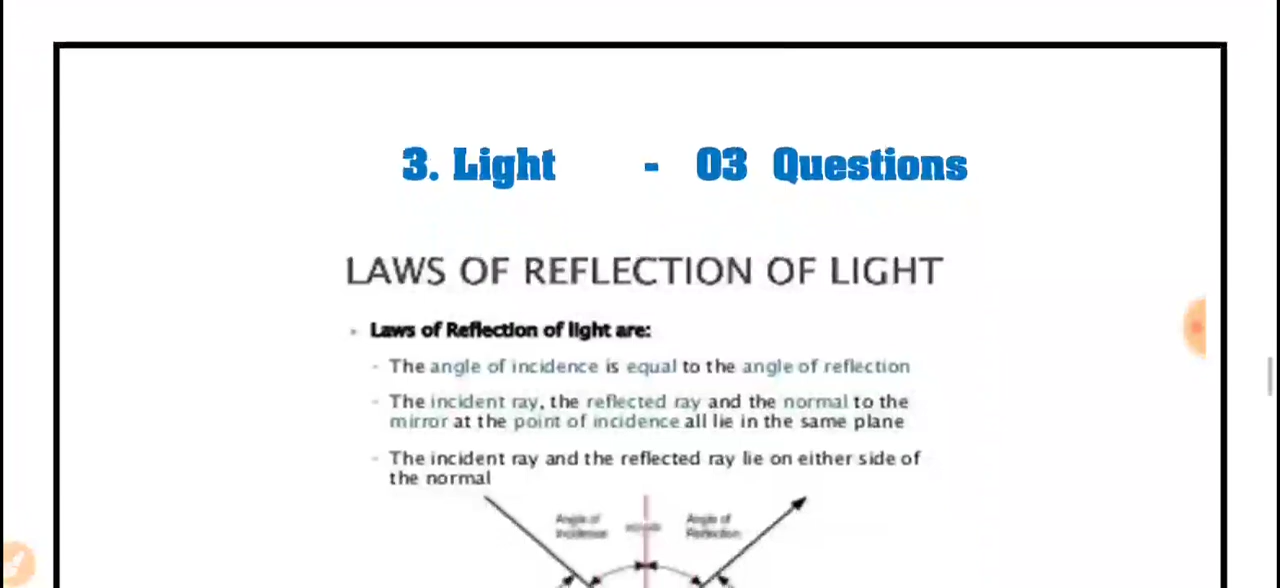 3. Light - 03 Questions
LAWS OF REFLECTION OF LIGHT
Laws of Reflection of light are:
- The angle of incidence is equal to the angle of reflection
- The incident ray, the reflected ray and the normal to the
mirror at the point of incidence all lie in the same plane
- The incident ray and the reflected ray lie on either side of
the normal
Angle of Angle of
Incidence Reflection